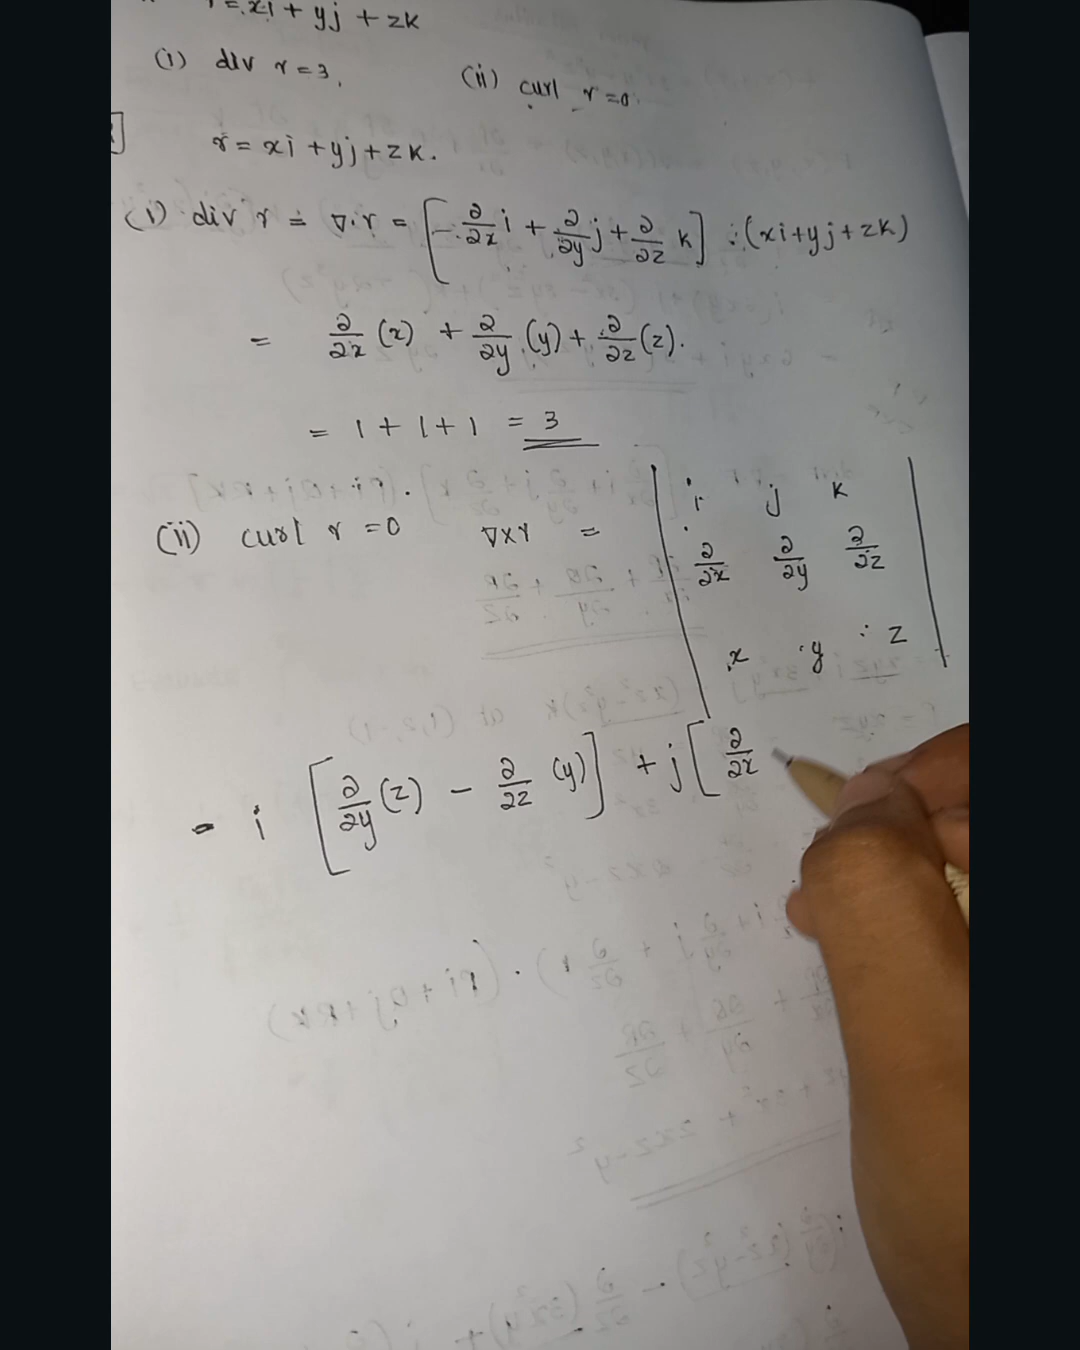 r = xi + yj + zk
(i) div r = 3. (ii) curl r = 0.
r = xi + yj + zk.
(i) div r = ∇·r = [∂/∂x i + ∂/∂y j + ∂/∂z k] · (xi + yj + zk)
= ∂/∂x (x) + ∂/∂y (y) + ∂/∂z (z).
= 1 + 1 + 1 = 3
(ii) curl r = 0 ∇×r = | i j k
∂/∂x ∂/∂y ∂/∂z
x y z |
= i [∂/∂y (z) − ∂/∂z (y)] + j [∂/∂x